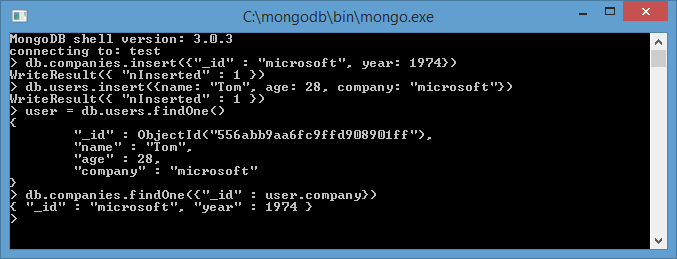 C:\mongodb\bin\mongo.exe
MongoDB shell version: 3.0.3
connecting to: test
> db.companies.insert({"_id" : "microsoft", year: 1974})
WriteResult({ "nInserted" : 1 })
> db.users.insert({name: "Tom", age: 28, company: "microsoft"})
WriteResult({ "nInserted" : 1 })
> user = db.users.findOne()
{
        "_id" : ObjectId("556abb9aa6fc9ffd908901ff"),
        "name" : "Tom",
        "age" : 28,
        "company" : "microsoft"
}
> db.companies.findOne({"_id" : user.company})
{ "_id" : "microsoft", "year" : 1974 }
>